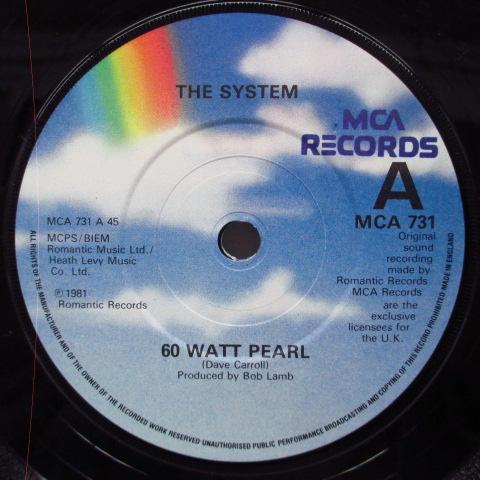 THE SYSTEM
MCA
RECORDS
A
MCA 731
MCA 731 A 45
MCPS/BIEM
Romantic Music Ltd./
Heath Levy Music
Co. Ltd.
℗ 1981
Romantic Records
Original
sound
recording
made by
Romantic Records
MCA Records
are the
exclusive
licensees for
the U.K.
60 WATT PEARL
(Dave Carroll)
Produced by Bob Lamb
ALL RIGHTS OF THE MANUFACTURER AND OF THE OWNER OF THE RECORDED WORK RESERVED UNAUTHORISED PUBLIC PERFORMANCE BROADCASTING AND COPYING OF THIS RECORD PROHIBITED MADE IN ENGLAND